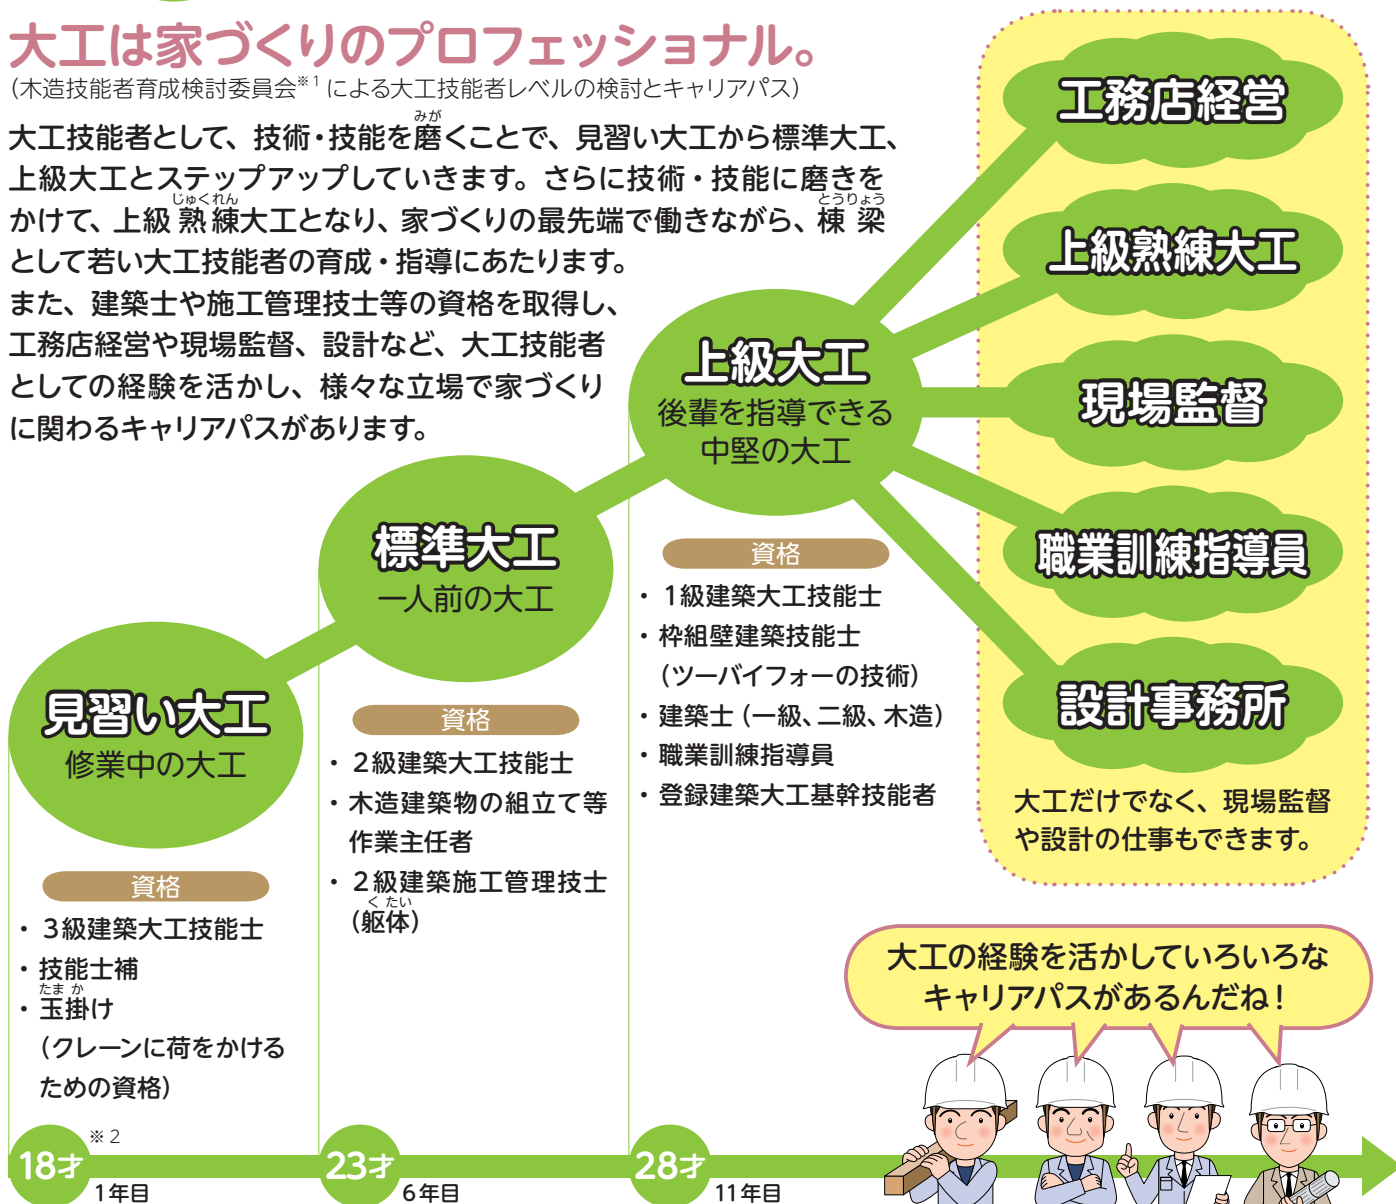 大工は家づくりのプロフェッショナル。
(木造技能者育成検討委員会※1による大工技能者レベルの検討とキャリアパス)
みが
大工技能者として、技術・技能を磨くことで、見習い大工から標準大工、
上級大工とステップアップしていきます。さらに技術・技能に磨きを
じゅくれん とうりょう
かけて、上級熟練大工となり、家づくりの最先端で働きながら、棟梁
として若い大工技能者の育成・指導にあたります。
また、建築士や施工管理技士等の資格を取得し、
工務店経営や現場監督、設計など、大工技能者
としての経験を活かし、様々な立場で家づくり
に関わるキャリアパスがあります。
見習い大工
修業中の大工
資格
・3級建築大工技能士
・技能士補
たまか
・玉掛け
(クレーンに荷をかける
ための資格)
標準大工
一人前の大工
資格
・2級建築大工技能士
・木造建築物の組立て等
作業主任者
・2級建築施工管理技士
くたい
(躯体)
上級大工
後輩を指導できる
中堅の大工
資格
・1級建築大工技能士
・枠組壁建築技能士
(ツーバイフォーの技術)
・建築士(一級、二級、木造)
・職業訓練指導員
・登録建築大工基幹技能者
工務店経営
上級熟練大工
現場監督
職業訓練指導員
設計事務所
大工だけでなく、現場監督
や設計の仕事もできます。
大工の経験を活かしていろいろな
キャリアパスがあるんだね!
18才 ※2
1年目
23才
6年目
28才
11年目